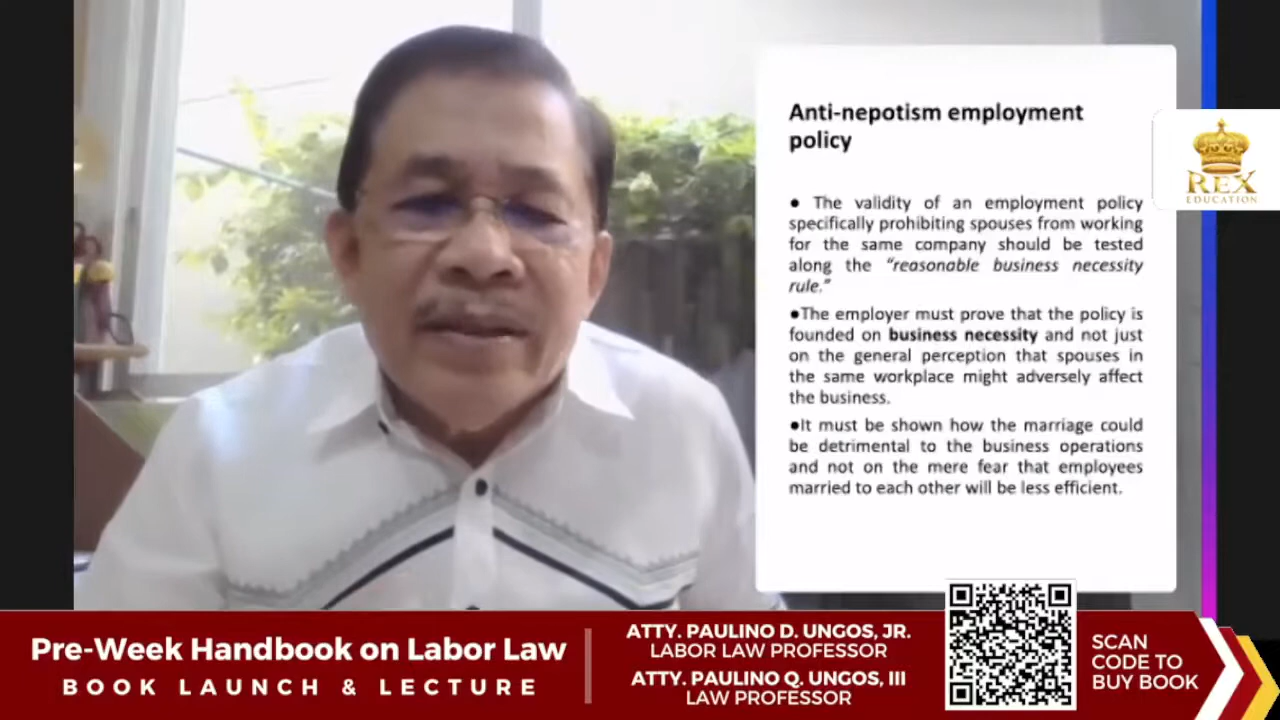 Anti-nepotism employment
policy
● The validity of an employment policy
specifically prohibiting spouses from working
for the same company should be tested
along the “reasonable business necessity
rule.”
●The employer must prove that the policy is
founded on business necessity and not just
on the general perception that spouses in
the same workplace might adversely affect
the business.
●It must be shown how the marriage could
be detrimental to the business operations
and not on the mere fear that employees
married to each other will be less efficient.
REX
EDUCATION
Pre-Week Handbook on Labor Law
BOOK LAUNCH & LECTURE
ATTY. PAULINO D. UNGOS, JR.
LABOR LAW PROFESSOR
ATTY. PAULINO Q. UNGOS, III
LAW PROFESSOR
SCAN
CODE TO
BUY BOOK